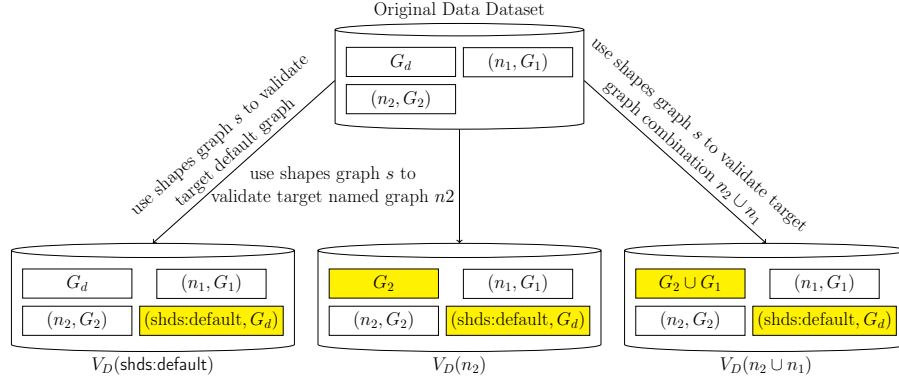 Original Data Dataset
G_d
(n_1, G_1)
(n_2, G_2)
use shapes graph s to validate
target default graph
use shapes graph s to
validate target named graph n2
use shapes graph s to validate target
graph combination n_2 ∪ n_1
G_d
(n_1, G_1)
(n_2, G_2)
(shds:default, G_d)
V_D(shds:default)
G_2
(n_1, G_1)
(n_2, G_2)
(shds:default, G_d)
V_D(n_2)
G_2 ∪ G_1
(n_1, G_1)
(n_2, G_2)
(shds:default, G_d)
V_D(n_2 ∪ n_1)